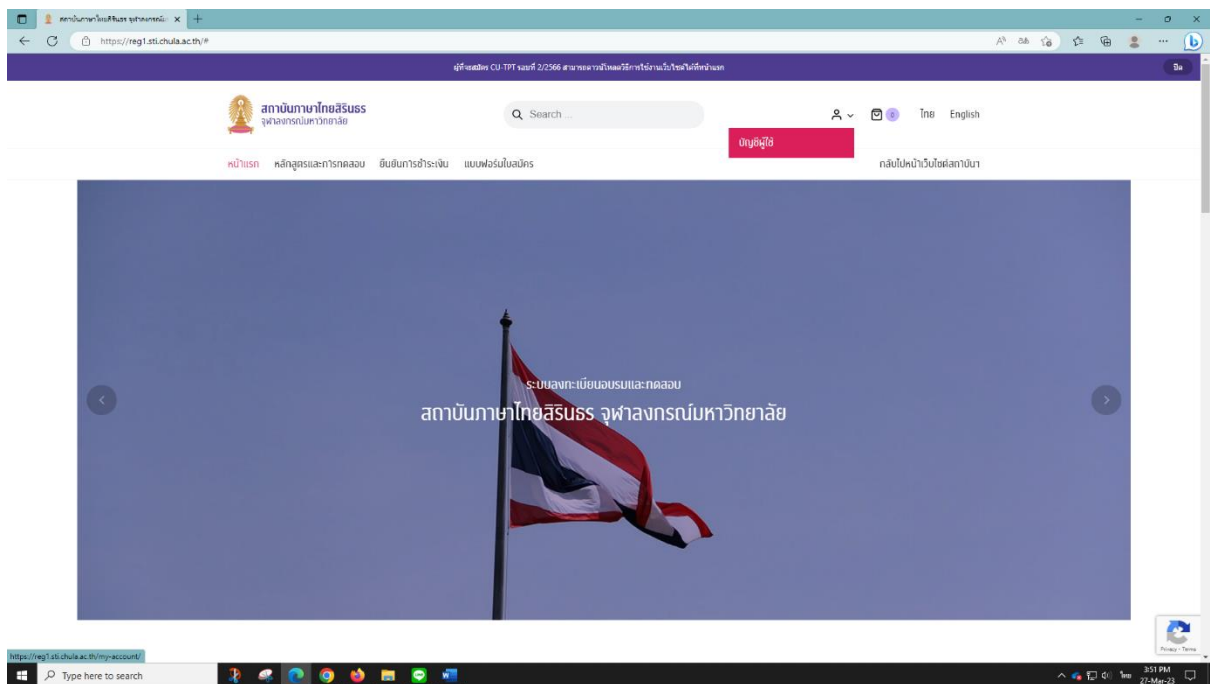 สถาบันภาษาไทยสิรินธร จุฬาลงกรณ์
https://reg1.sti.chula.ac.th/#
ผู้ที่จะสมัคร CU-TPT รอบที่ 2/2566 สามารถดาวน์โหลดวิธีการใช้งานเว็บไซต์ได้ที่หน้าแรก
ปิด
สถาบันภาษาไทยสิรินธร
จุฬาลงกรณ์มหาวิทยาลัย
Search ...
0
ไทย English
บัญชีผู้ใช้
หน้าแรก หลักสูตรและการทดสอบ ยืนยันการชำระเงิน แบบฟอร์มใบสมัคร กลับไปหน้าเว็บไซต์สถาบันฯ
ระบบลงทะเบียนอบรมและทดสอบ
สถาบันภาษาไทยสิรินธร จุฬาลงกรณ์มหาวิทยาลัย
Privacy - Terms
https://reg1.sti.chula.ac.th/my-account/
Type here to search
ไทย
3:51 PM
27-Mar-23